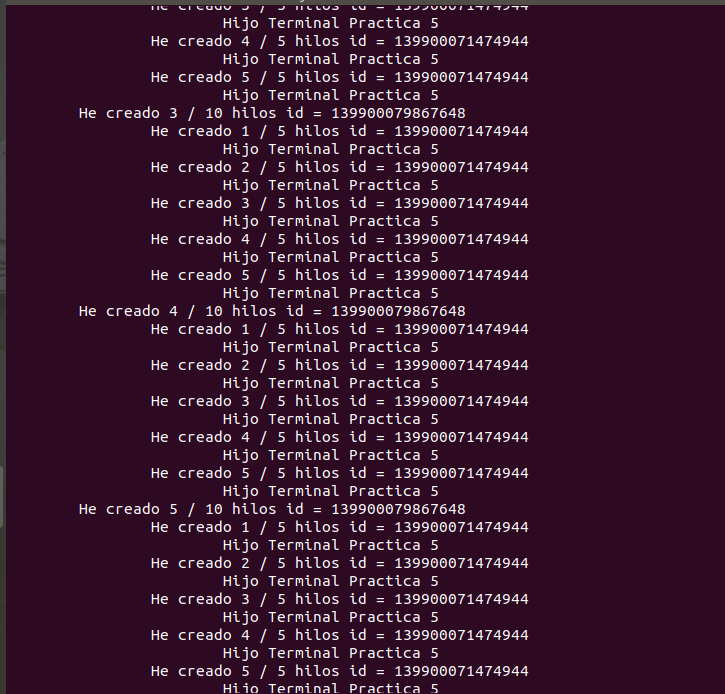 He creado 3 / 5 hilos id = 139900071474944
Hijo Terminal Practica 5
He creado 4 / 5 hilos id = 139900071474944
Hijo Terminal Practica 5
He creado 5 / 5 hilos id = 139900071474944
Hijo Terminal Practica 5
He creado 3 / 10 hilos id = 139900079867648
He creado 1 / 5 hilos id = 139900071474944
Hijo Terminal Practica 5
He creado 2 / 5 hilos id = 139900071474944
Hijo Terminal Practica 5
He creado 3 / 5 hilos id = 139900071474944
Hijo Terminal Practica 5
He creado 4 / 5 hilos id = 139900071474944
Hijo Terminal Practica 5
He creado 5 / 5 hilos id = 139900071474944
Hijo Terminal Practica 5
He creado 4 / 10 hilos id = 139900079867648
He creado 1 / 5 hilos id = 139900071474944
Hijo Terminal Practica 5
He creado 2 / 5 hilos id = 139900071474944
Hijo Terminal Practica 5
He creado 3 / 5 hilos id = 139900071474944
Hijo Terminal Practica 5
He creado 4 / 5 hilos id = 139900071474944
Hijo Terminal Practica 5
He creado 5 / 5 hilos id = 139900071474944
Hijo Terminal Practica 5
He creado 5 / 10 hilos id = 139900079867648
He creado 1 / 5 hilos id = 139900071474944
Hijo Terminal Practica 5
He creado 2 / 5 hilos id = 139900071474944
Hijo Terminal Practica 5
He creado 3 / 5 hilos id = 139900071474944
Hijo Terminal Practica 5
He creado 4 / 5 hilos id = 139900071474944
Hijo Terminal Practica 5
He creado 5 / 5 hilos id = 139900071474944
Hijo Terminal Practica 5